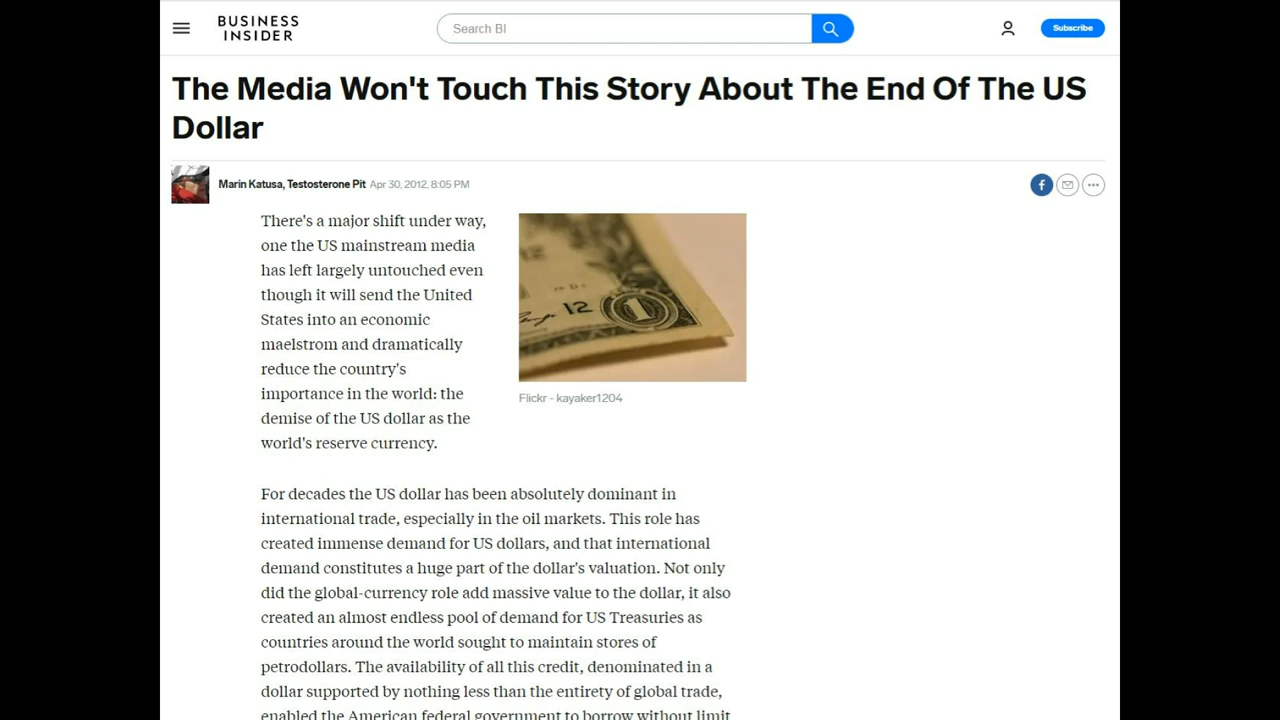 BUSINESS
INSIDER
Search BI
Subscribe
The Media Won't Touch This Story About The End Of The US
Dollar
Marin Katusa, Testosterone Pit Apr 30, 2012, 8:05 PM
There's a major shift under way,
one the US mainstream media
has left largely untouched even
though it will send the United
States into an economic
maelstrom and dramatically
reduce the country's
importance in the world: the
demise of the US dollar as the
world's reserve currency.
12
1
Flickr - kayaker1204
For decades the US dollar has been absolutely dominant in
international trade, especially in the oil markets. This role has
created immense demand for US dollars, and that international
demand constitutes a huge part of the dollar's valuation. Not only
did the global-currency role add massive value to the dollar, it also
created an almost endless pool of demand for US Treasuries as
countries around the world sought to maintain stores of
petrodollars. The availability of all this credit, denominated in a
dollar supported by nothing less than the entirety of global trade,
enabled the American federal government to borrow without limit